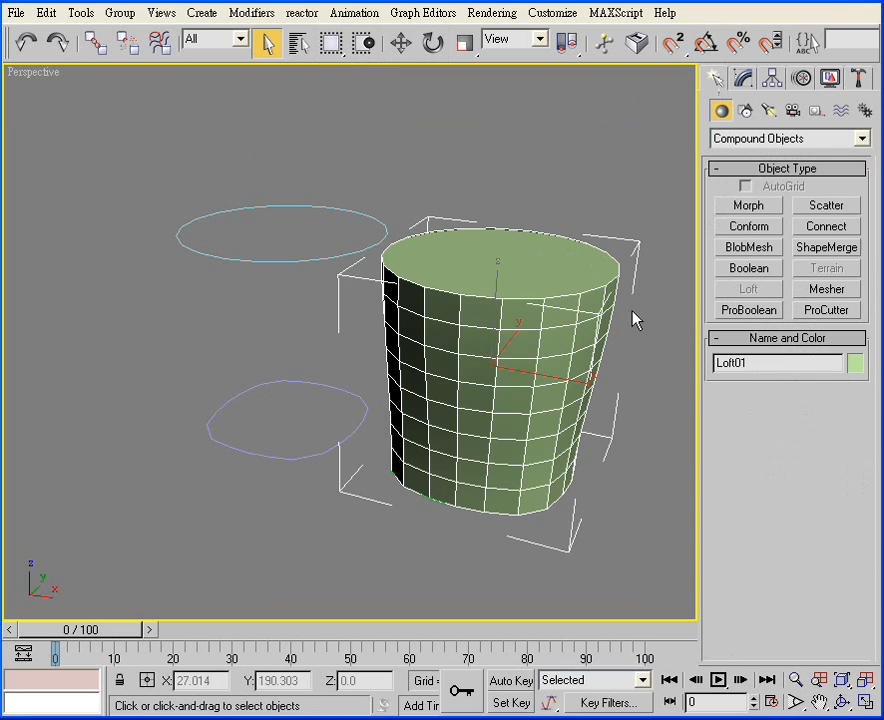 File Edit Tools Group Views Create Modifiers reactor Animation Graph Editors Rendering Customize MAXScript Help
All View ABC
Perspective
Compound Objects
- Object Type
AutoGrid
Morph Scatter
Conform Connect
BlobMesh ShapeMerge
Boolean Terrain
Loft Mesher
ProBoolean ProCutter
- Name and Color
Loft01
z
y
z
y
x
< 0 / 100 >
0 10 20 30 40 50 60 70 80 90 100
X: 27.014 Y: 190.303 Z: 0.0 Grid = Auto Key Selected
Click or click-and-drag to select objects Add Tir Set Key Key Filters... 0